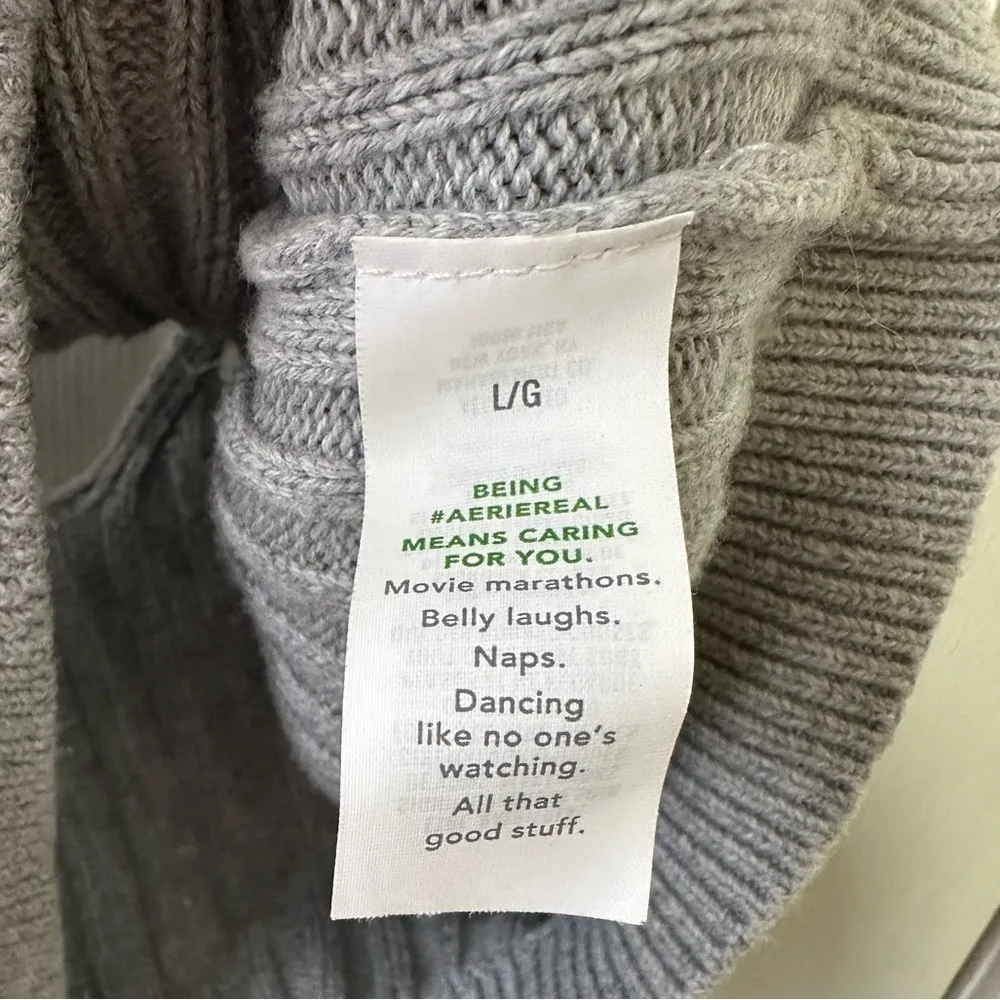 L/G
BEING
#AERIEREAL
MEANS CARING
FOR YOU.
Movie marathons.
Belly laughs.
Naps.
Dancing
like no one's
watching.
All that
good stuff.